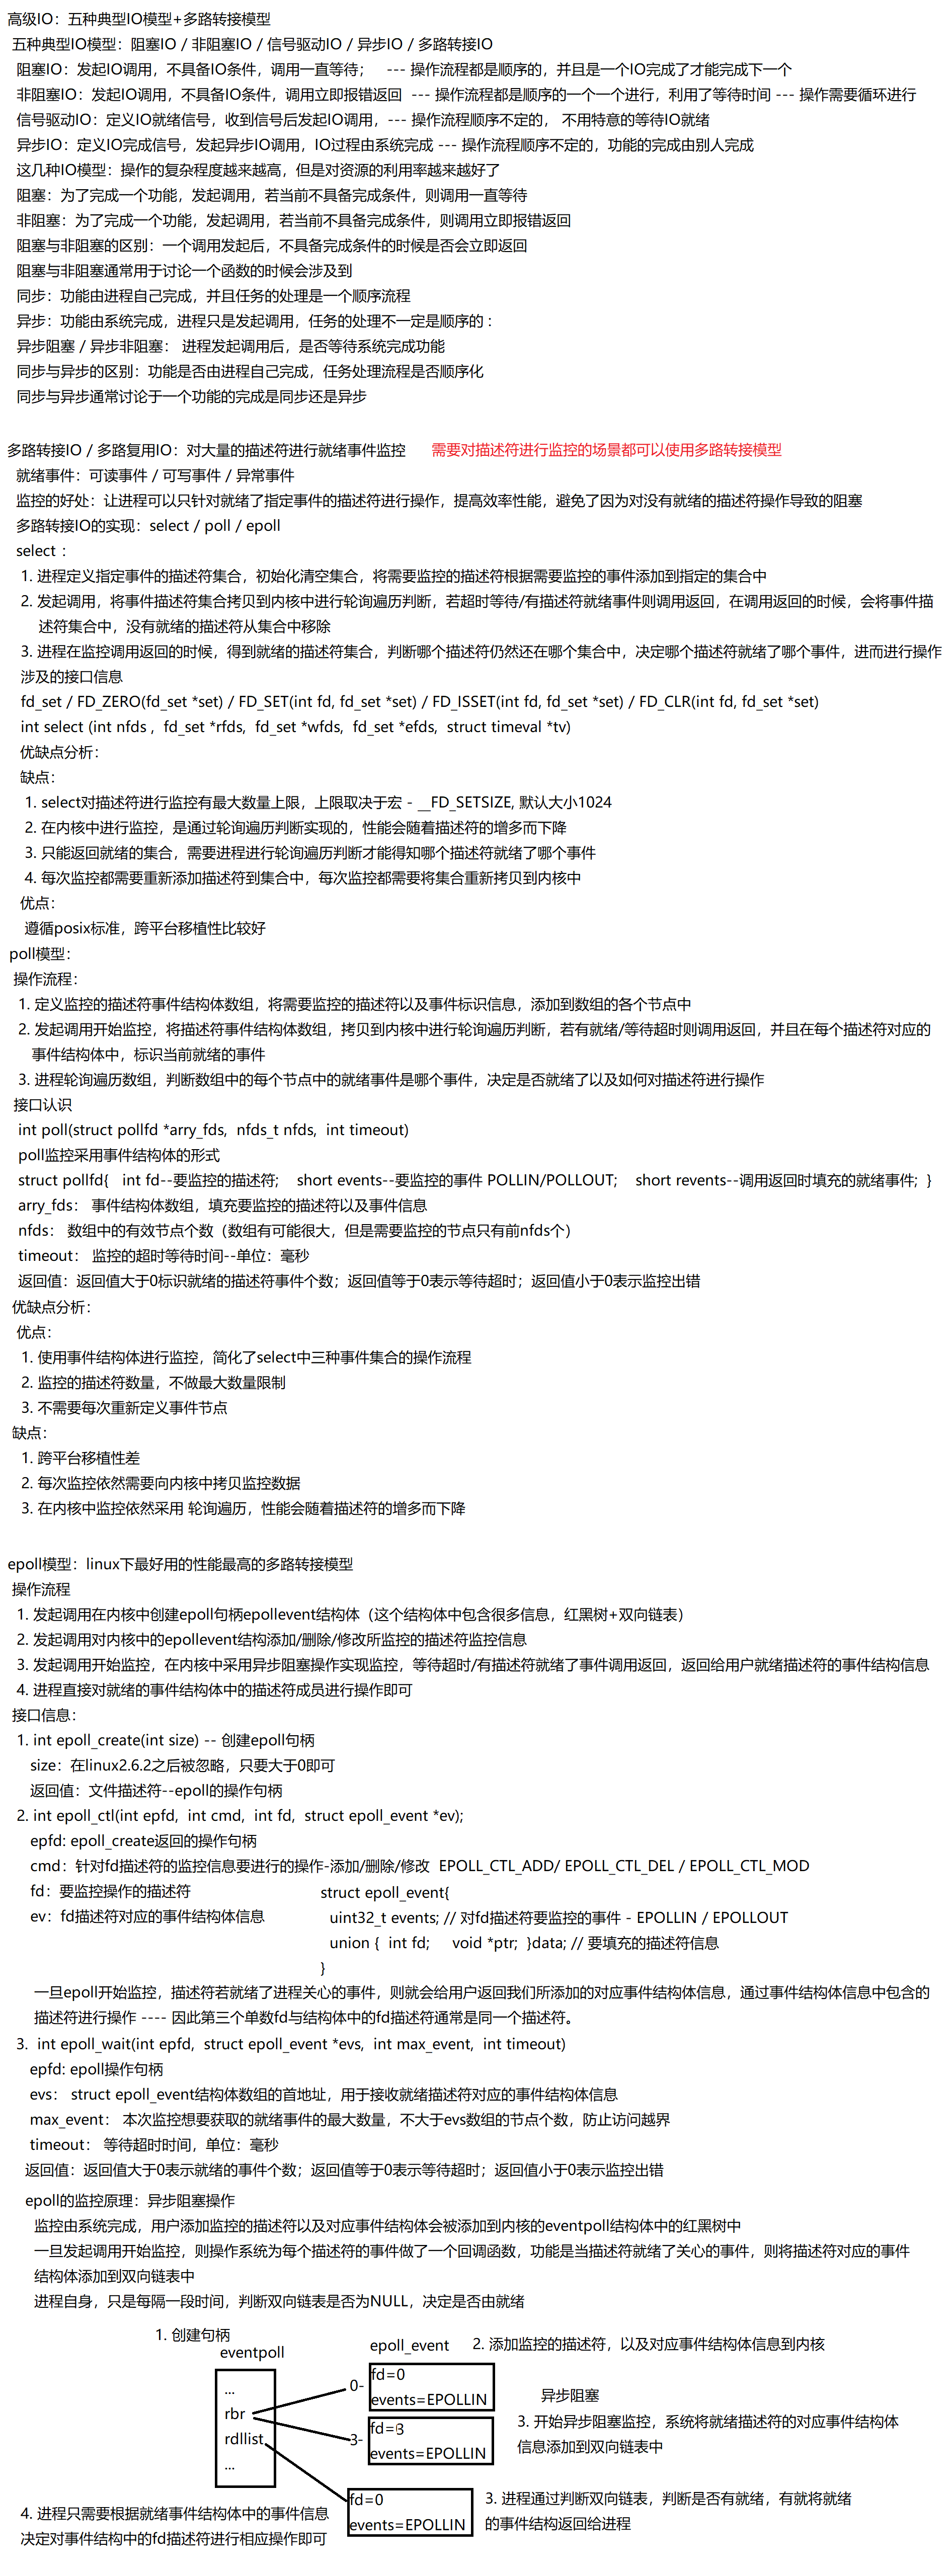 高级IO：五种典型IO模型+多路转接模型
五种典型IO模型：阻塞IO / 非阻塞IO / 信号驱动IO / 异步IO / 多路转接IO
阻塞IO：发起IO调用，不具备IO条件，调用一直等待； --- 操作流程都是顺序的，并且是一个IO完成了才能完成下一个
非阻塞IO：发起IO调用，不具备IO条件，调用立即报错返回 --- 操作流程都是顺序的一个一个进行，利用了等待时间 --- 操作需要循环进行
信号驱动IO：定义IO就绪信号，收到信号后发起IO调用，--- 操作流程顺序不定的， 不用特意的等待IO就绪
异步IO：定义IO完成信号，发起异步IO调用，IO过程由系统完成 --- 操作流程顺序不定的，功能的完成由别人完成
这几种IO模型：操作的复杂程度越来越高，但是对资源的利用率越来越好了
阻塞：为了完成一个功能，发起调用，若当前不具备完成条件，则调用一直等待
非阻塞：为了完成一个功能，发起调用，若当前不具备完成条件，则调用立即报错返回
阻塞与非阻塞的区别：一个调用发起后，不具备完成条件的时候是否会立即返回
阻塞与非阻塞通常用于讨论一个函数的时候会涉及到
同步：功能由进程自己完成，并且任务的处理是一个顺序流程
异步：功能由系统完成，进程只是发起调用，任务的处理不一定是顺序的：
异步阻塞 / 异步非阻塞： 进程发起调用后，是否等待系统完成功能
同步与异步的区别：功能是否由进程自己完成，任务处理流程是否顺序化
同步与异步通常讨论于一个功能的完成是同步还是异步
多路转接IO / 多路复用IO：对大量的描述符进行就绪事件监控 需要对描述符进行监控的场景都可以使用多路转接模型
就绪事件：可读事件 / 可写事件 / 异常事件
监控的好处：让进程可以只针对就绪了指定事件的描述符进行操作，提高效率性能，避免了因为对没有就绪的描述符操作导致的阻塞
多路转接IO的实现：select / poll / epoll
select：
1. 进程定义指定事件的描述符集合，初始化清空集合，将需要监控的描述符根据需要监控的事件添加到指定的集合中
2. 发起调用，将事件描述符集合拷贝到内核中进行轮询遍历判断，若超时等待/有描述符就绪事件则调用返回，在调用返回的时候，会将事件描
述符集合中，没有就绪的描述符从集合中移除
3. 进程在监控调用返回的时候，得到就绪的描述符集合，判断哪个描述符仍然还在哪个集合中，决定哪个描述符就绪了哪个事件，进而进行操作
涉及的接口信息
fd_set / FD_ZERO(fd_set *set) / FD_SET(int fd, fd_set *set) / FD_ISSET(int fd, fd_set *set) / FD_CLR(int fd, fd_set *set)
int select (int nfds , fd_set *rfds, fd_set *wfds, fd_set *efds, struct timeval *tv)
优缺点分析：
缺点：
1. select对描述符进行监控有最大数量上限，上限取决于宏 - __FD_SETSIZE, 默认大小1024
2. 在内核中进行监控，是通过轮询遍历判断实现的，性能会随着描述符的增多而下降
3. 只能返回就绪的集合，需要进程进行轮询遍历判断才能得知哪个描述符就绪了哪个事件
4. 每次监控都需要重新添加描述符到集合中，每次监控都需要将集合重新拷贝到内核中
优点：
遵循posix标准，跨平台移植性比较好
poll模型：
操作流程：
1. 定义监控的描述符事件结构体数组，将需要监控的描述符以及事件标识信息，添加到数组的各个节点中
2. 发起调用开始监控，将描述符事件结构体数组，拷贝到内核中进行轮询遍历判断，若有就绪/等待超时则调用返回，并且在每个描述符对应的
事件结构体中，标识当前就绪的事件
3. 进程轮询遍历数组，判断数组中的每个节点中的就绪事件是哪个事件，决定是否就绪了以及如何对描述符进行操作
接口认识
int poll(struct pollfd *arry_fds, nfds_t nfds, int timeout)
poll监控采用事件结构体的形式
struct pollfd{ int fd--要监控的描述符; short events--要监控的事件 POLLIN/POLLOUT; short revents--调用返回时填充的就绪事件; }
arry_fds： 事件结构体数组，填充要监控的描述符以及事件信息
nfds： 数组中的有效节点个数（数组有可能很大，但是需要监控的节点只有前nfds个）
timeout： 监控的超时等待时间--单位：毫秒
返回值：返回值大于0标识就绪的描述符事件个数；返回值等于0表示等待超时；返回值小于0表示监控出错
优缺点分析：
优点：
1. 使用事件结构体进行监控，简化了select中三种事件集合的操作流程
2. 监控的描述符数量，不做最大数量限制
3. 不需要每次重新定义事件节点
缺点：
1. 跨平台移植性差
2. 每次监控依然需要向内核中拷贝监控数据
3. 在内核中监控依然采用 轮询遍历，性能会随着描述符的增多而下降
epoll模型：linux下最好用的性能最高的多路转接模型
操作流程
1. 发起调用在内核中创建epoll句柄epollevent结构体（这个结构体中包含很多信息，红黑树+双向链表）
2. 发起调用对内核中的epollevent结构添加/删除/修改所监控的描述符监控信息
3. 发起调用开始监控，在内核中采用异步阻塞操作实现监控，等待超时/有描述符就绪了事件调用返回，返回给用户就绪描述符的事件结构信息
4. 进程直接对就绪的事件结构体中的描述符成员进行操作即可
接口信息：
1. int epoll_create(int size) -- 创建epoll句柄
size：在linux2.6.2之后被忽略，只要大于0即可
返回值：文件描述符--epoll的操作句柄
2. int epoll_ctl(int epfd, int cmd, int fd, struct epoll_event *ev);
epfd: epoll_create返回的操作句柄
cmd：针对fd描述符的监控信息要进行的操作-添加/删除/修改 EPOLL_CTL_ADD/ EPOLL_CTL_DEL / EPOLL_CTL_MOD
fd：要监控操作的描述符
ev：fd描述符对应的事件结构体信息
struct epoll_event{
uint32_t events; // 对fd描述符要监控的事件 - EPOLLIN / EPOLLOUT
union { int fd; void *ptr; }data; // 要填充的描述符信息
}
一旦epoll开始监控，描述符若就绪了进程关心的事件，则就会给用户返回我们所添加的对应事件结构体信息，通过事件结构体信息中包含的
描述符进行操作 ---- 因此第三个单数fd与结构体中的fd描述符通常是同一个描述符。
3. int epoll_wait(int epfd, struct epoll_event *evs, int max_event, int timeout)
epfd: epoll操作句柄
evs： struct epoll_event结构体数组的首地址，用于接收就绪描述符对应的事件结构体信息
max_event： 本次监控想要获取的就绪事件的最大数量，不大于evs数组的节点个数，防止访问越界
timeout： 等待超时时间，单位：毫秒
返回值：返回值大于0表示就绪的事件个数；返回值等于0表示等待超时；返回值小于0表示监控出错
epoll的监控原理：异步阻塞操作
监控由系统完成，用户添加监控的描述符以及对应事件结构体会被添加到内核的eventpoll结构体中的红黑树中
一旦发起调用开始监控，则操作系统为每个描述符的事件做了一个回调函数，功能是当描述符就绪了关心的事件，则将描述符对应的事件
结构体添加到双向链表中
进程自身，只是每隔一段时间，判断双向链表是否为NULL，决定是否由就绪
1. 创建句柄
eventpoll
...
rbr
rdllist
...
epoll_event
2. 添加监控的描述符，以及对应事件结构体信息到内核
0-
fd=0
events=EPOLLIN
3-
fd=3
events=EPOLLIN
异步阻塞
3. 开始异步阻塞监控，系统将就绪描述符的对应事件结构体
信息添加到双向链表中
fd=0
events=EPOLLIN
3. 进程通过判断双向链表，判断是否有就绪，有就将就绪
的事件结构返回给进程
4. 进程只需要根据就绪事件结构体中的事件信息
决定对事件结构中的fd描述符进行相应操作即可